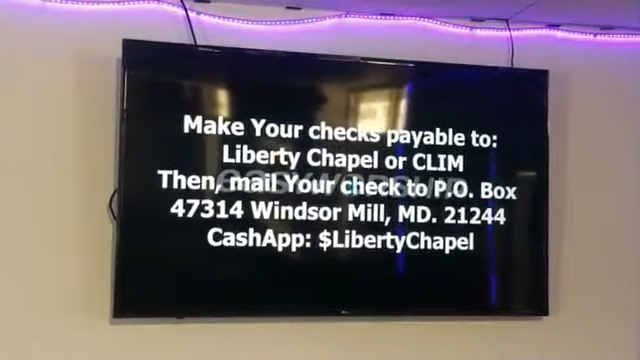 Make Your checks payable to:
Liberty Chapel or CLIM
Then, mail Your check to P.O. Box
47314 Windsor Mill, MD. 21244
CashApp: $LibertyChapel